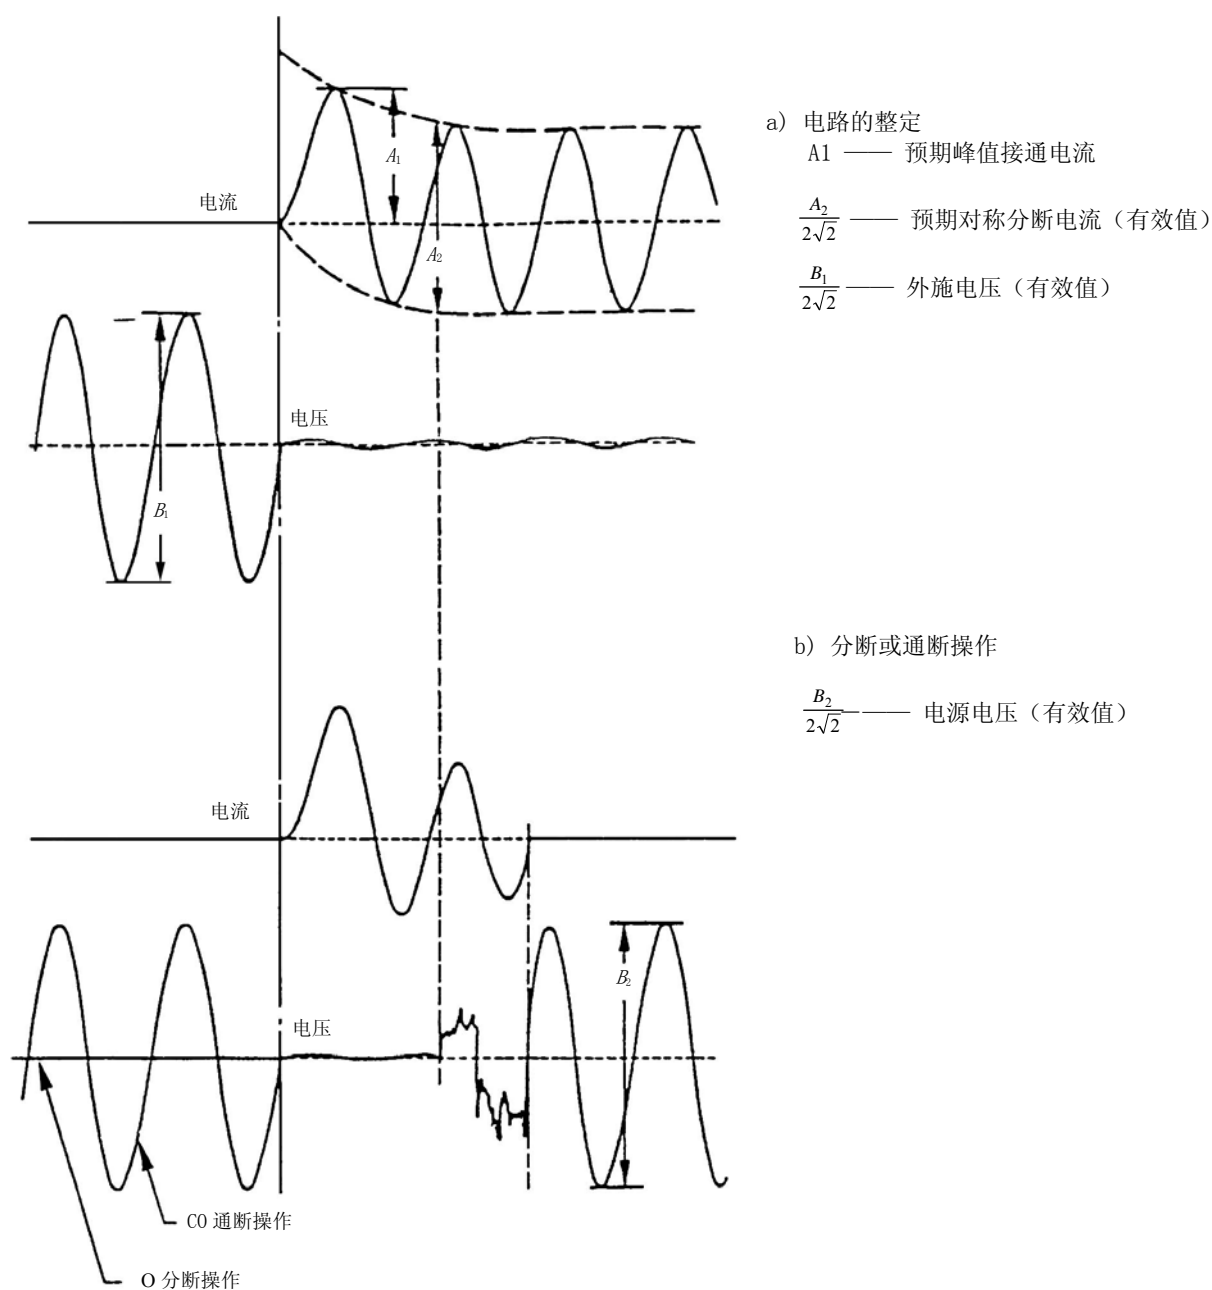 a) 电路的整定
A1 —— 预期峰值接通电流
A₂/2√2 —— 预期对称分断电流（有效值）
B₁/2√2 —— 外施电压（有效值）
电流
A₁
A₂
电压
B₁
b) 分断或通断操作
B₂/2√2 —— 电源电压（有效值）
电流
B₂
电压
CO 通断操作
O 分断操作